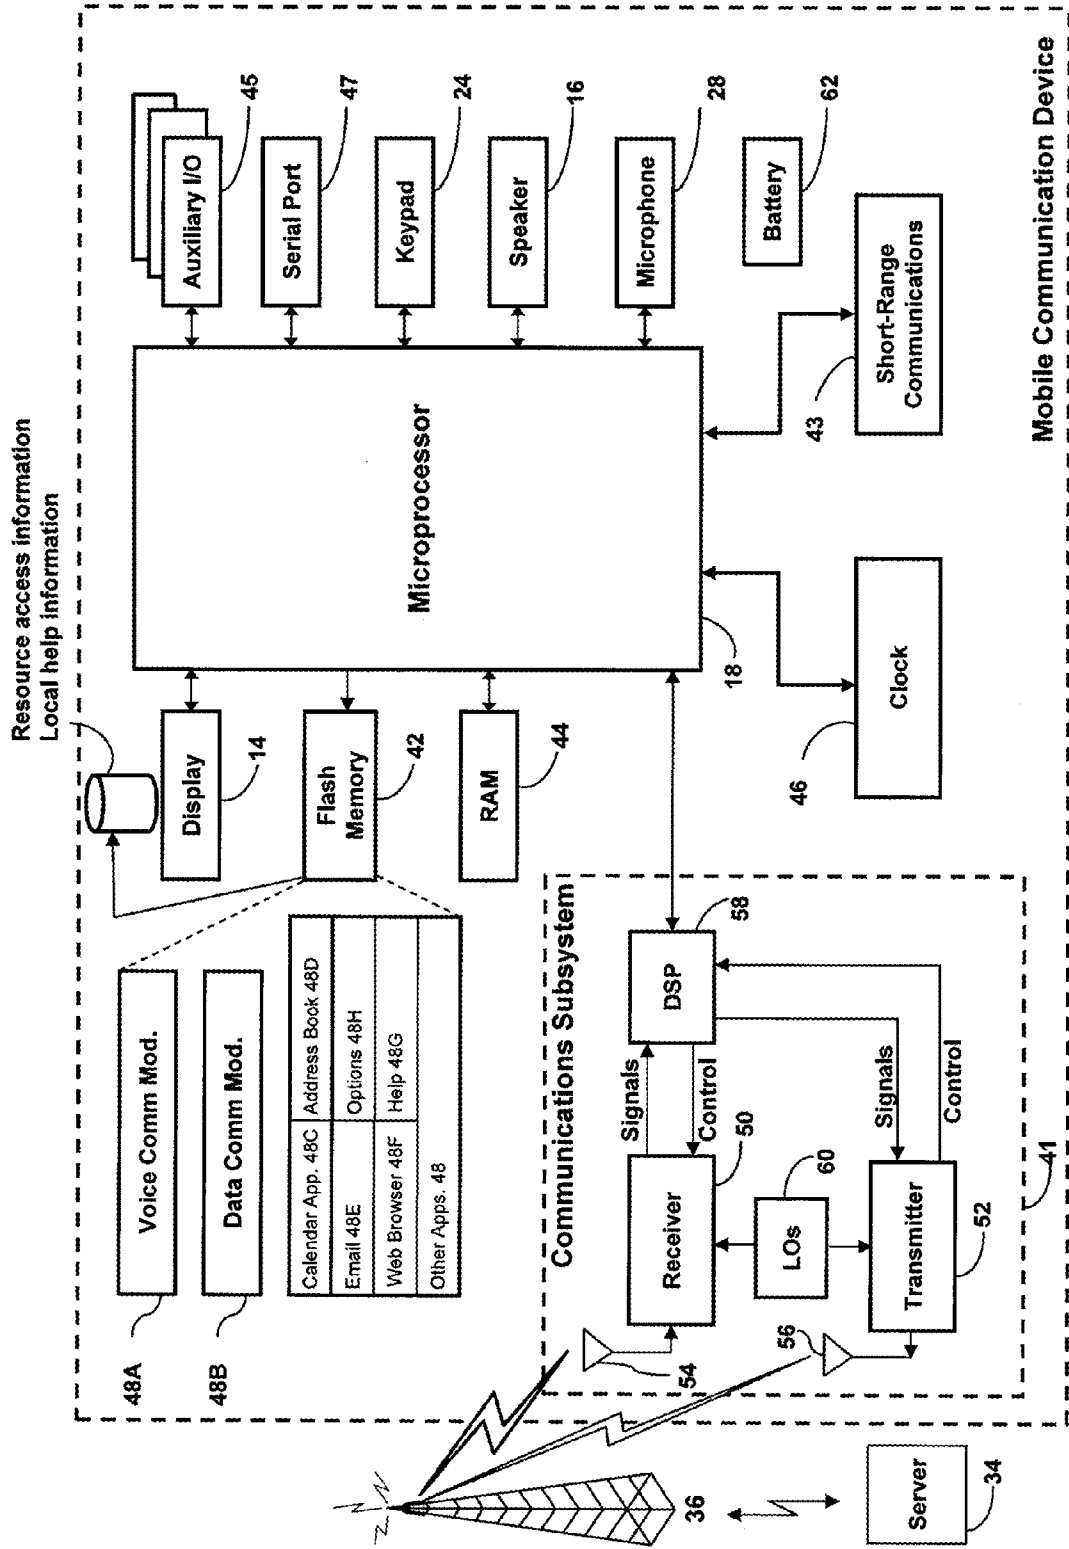 Resource access information
Local help information
48A
Voice Comm Mod.
48B
Data Comm Mod.
Calendar App. 48C
Address Book 48D
Email 48E
Options 48H
Web Browser 48F
Help 48G
Other Apps. 48
Display
14
Flash
Memory
42
RAM
44
Microprocessor
18
Auxiliary I/O
45
Serial Port
47
Keypad
24
Speaker
16
Microphone
28
Battery
62
Short-Range
Communications
43
Clock
46
Communications Subsystem
54
Receiver
50
Signals
Control
DSP
58
LOs
60
56
Transmitter
52
Signals
Control
41
36
Server
34
Mobile Communication Device